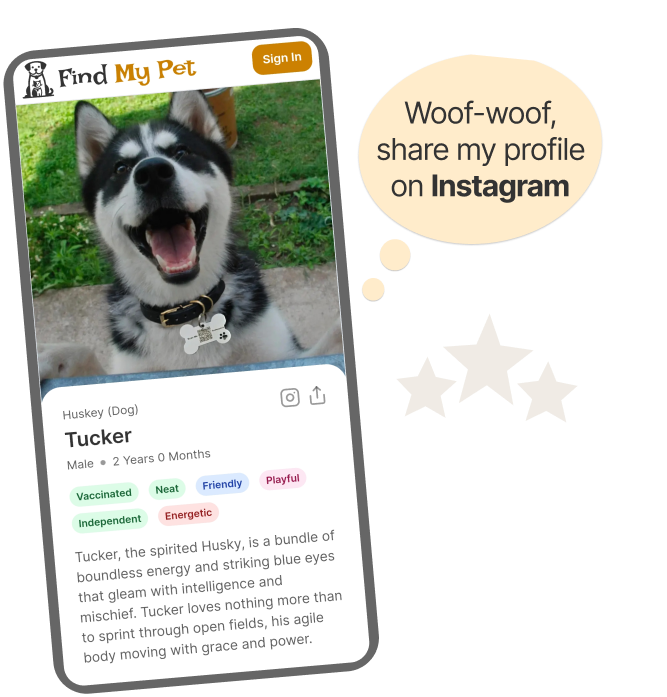 Find My Pet
Sign In
Huskey (Dog)
Tucker
Male • 2 Years 0 Months
Vaccinated Neat Friendly Playful
Independent Energetic
Tucker, the spirited Husky, is a bundle of
boundless energy and striking blue eyes
that gleam with intelligence and
mischief. Tucker loves nothing more than
to sprint through open fields, his agile
body moving with grace and power.
Woof-woof,
share my profile
on Instagram